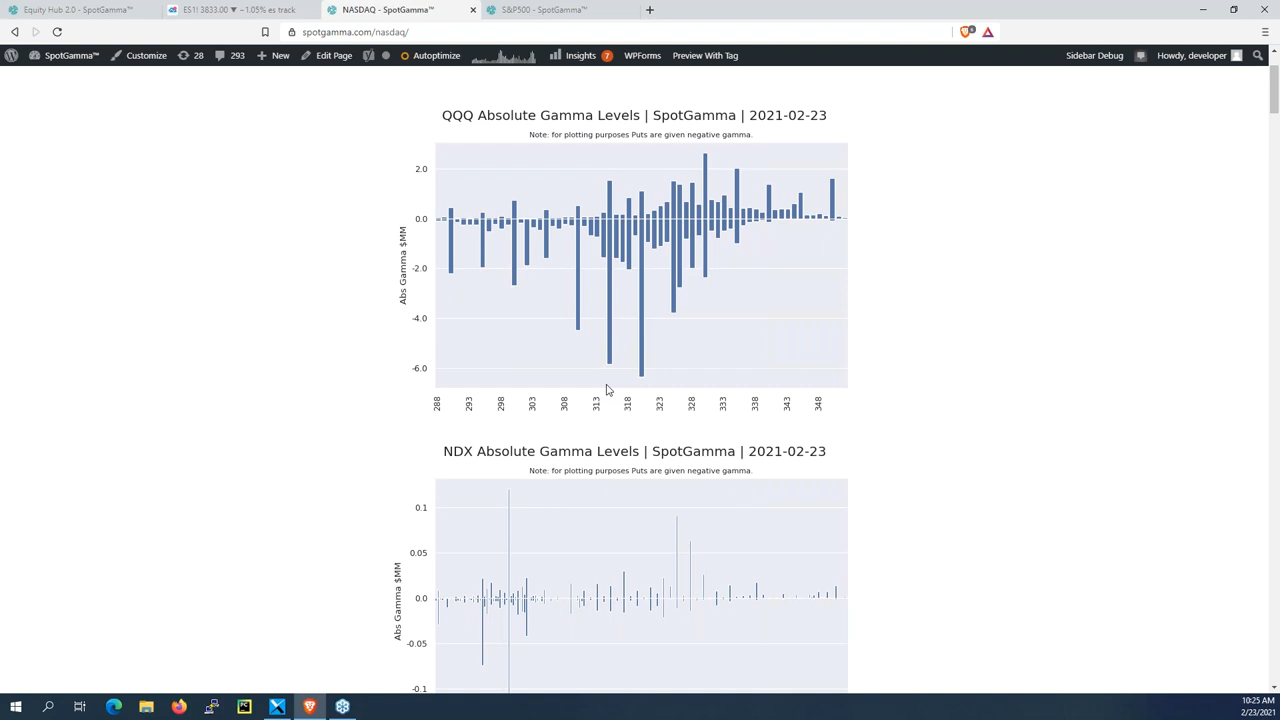 Equity Hub 2.0 - SpotGamma™
ES1! 3833.00 ▼ −1.05% es track
NASDAQ - SpotGamma™
S&P500 - SpotGamma™
spotgamma.com/nasdaq/
SpotGamma™
Customize
28
293
New
Edit Page
Autoptimize
Insights
7
WPForms
Preview With Tag
Sidebar Debug
Howdy, developer
QQQ Absolute Gamma Levels | SpotGamma | 2021-02-23
Note: for plotting purposes Puts are given negative gamma.
Abs Gamma $MM
2.0
0.0
-2.0
-4.0
-6.0
288
293
298
303
308
313
318
323
328
333
338
343
348
NDX Absolute Gamma Levels | SpotGamma | 2021-02-23
Note: for plotting purposes Puts are given negative gamma.
Abs Gamma $MM
0.1
0.05
0.0
-0.05
-0.1
PC
10:25 AM
2/23/2021